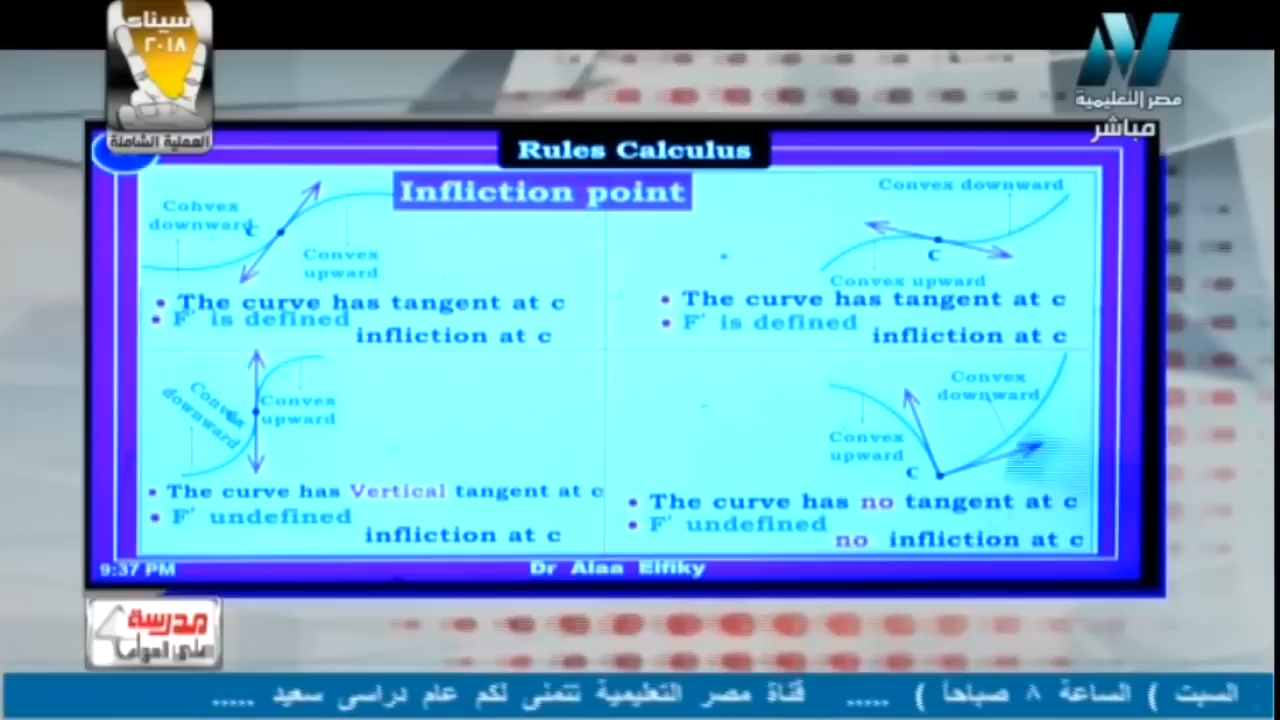 سيناء
٢٠١٨
العملية الشاملة
مصر التعليمية
مباشر
Rules Calculus
Infliction point
Convex
downward
C
Convex
upward
• The curve has tangent at c
• F' is defined
infliction at c
Convex downward
C
Convex upward
• The curve has tangent at c
• F' is defined
infliction at c
Convex
downward
Convex
upward
• The curve has Vertical tangent at c
• F' undefined
infliction at c
Convex
downward
Convex
upward
C
• The curve has no tangent at c
• F' undefined
no infliction at c
9:37 PM
Dr Alaa Elfiky
مدرسة
على الهواء
السبت ) الساعة ٨ صباحاً ) ..... قناة مصر التعليمية تتمنى لكم عام دراسى سعيد .....